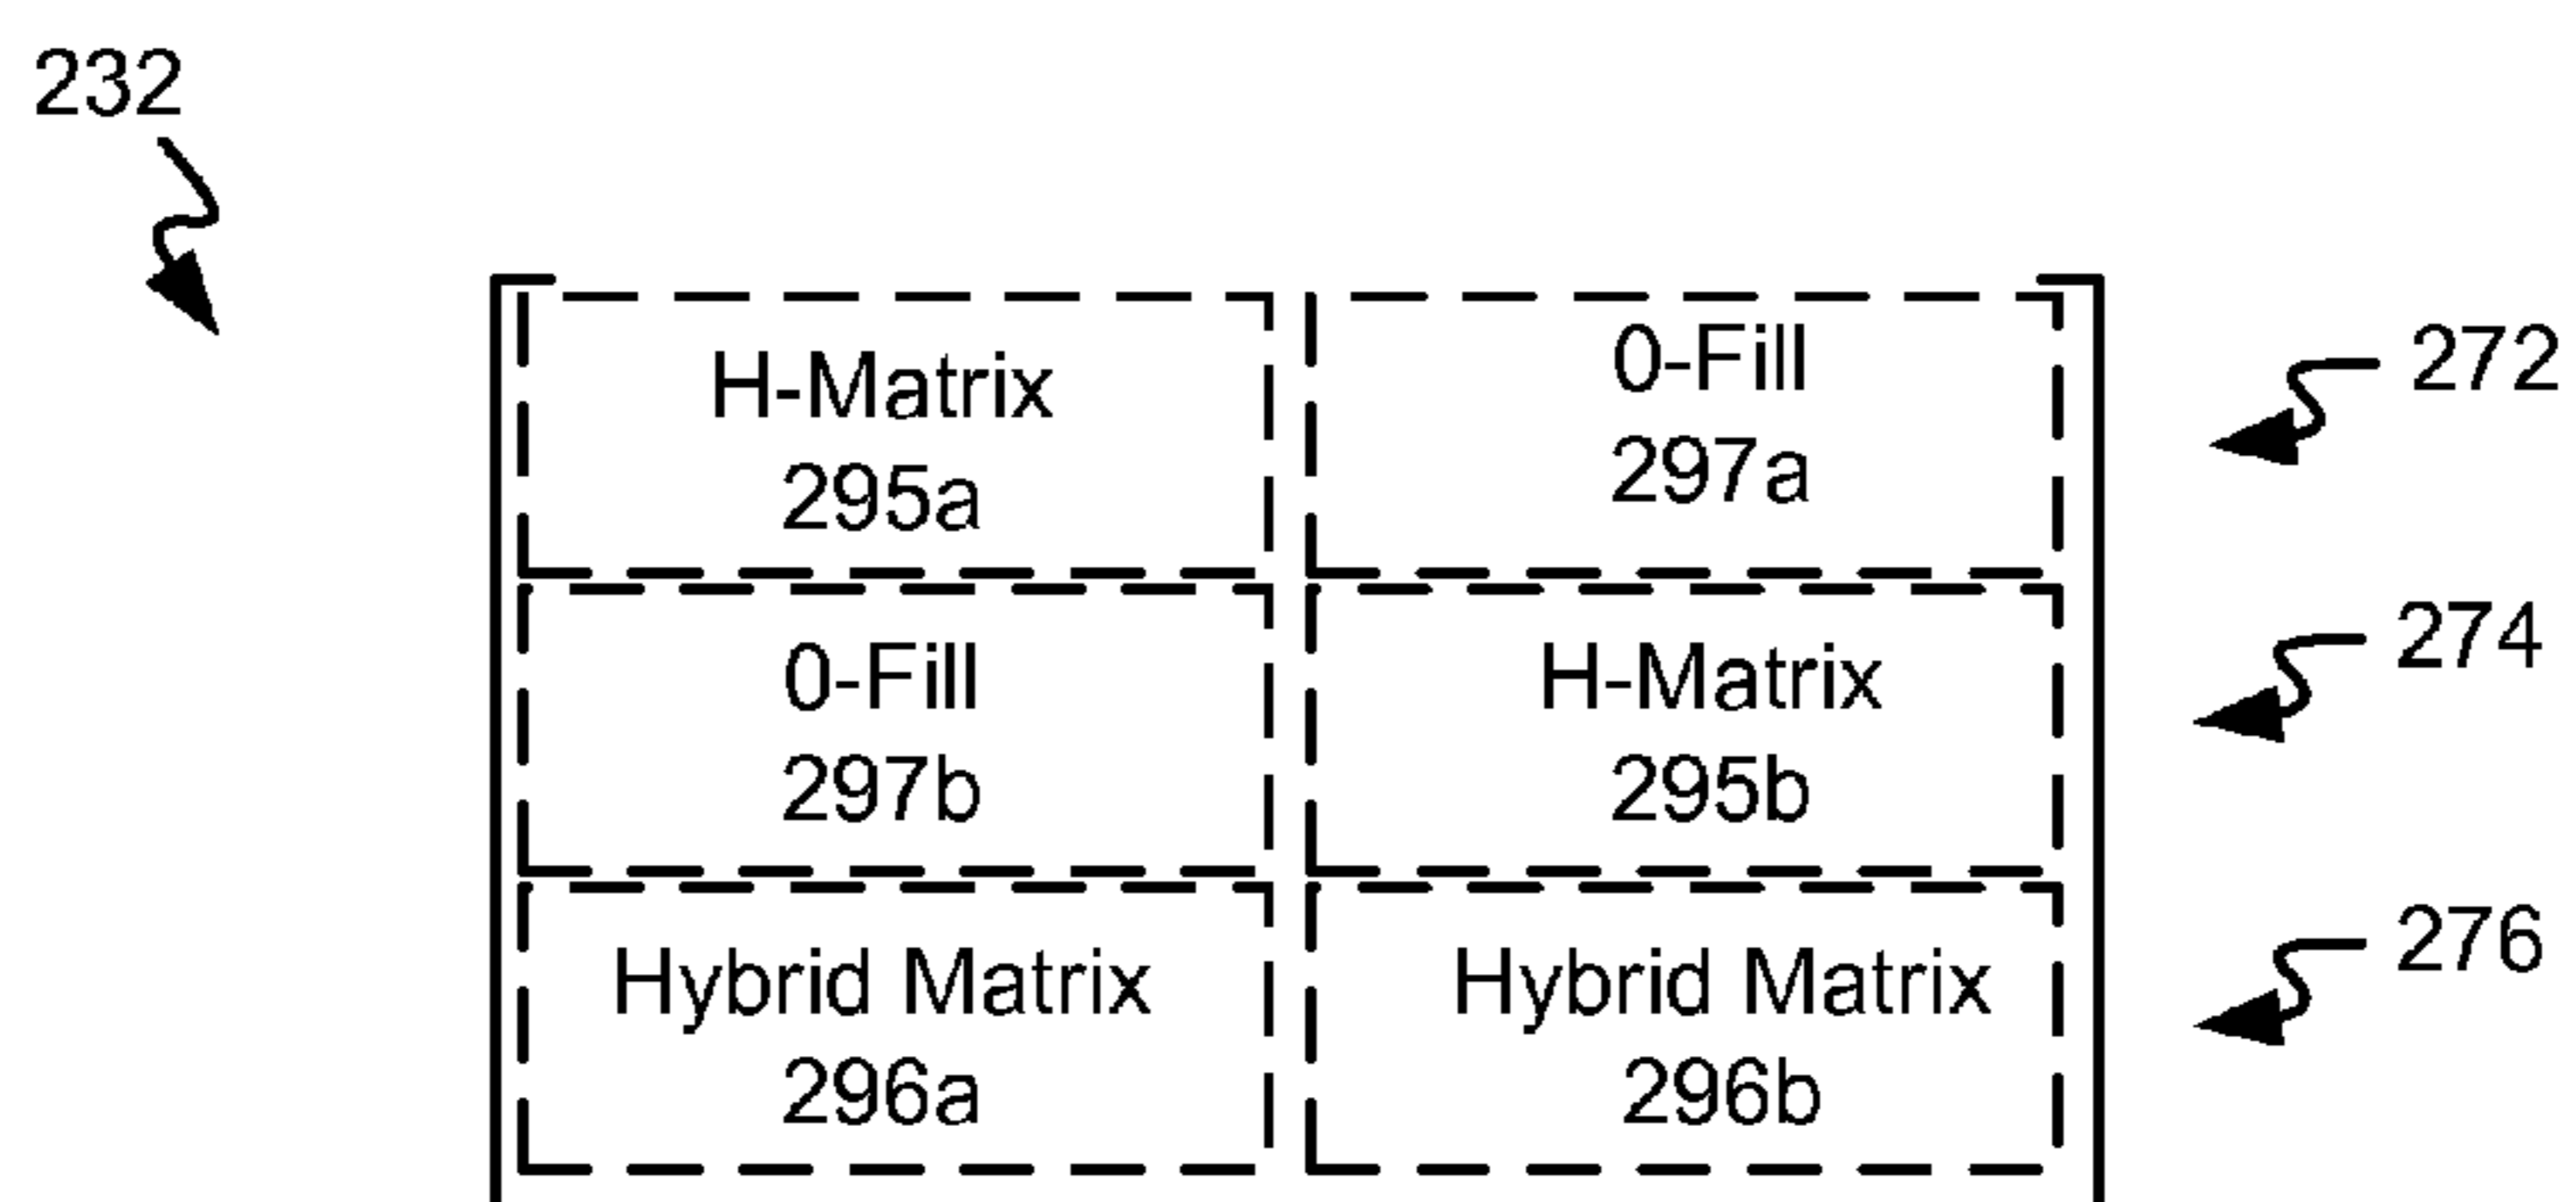 232
H-Matrix
295a
0-Fill
297a
272
0-Fill
297b
H-Matrix
295b
274
Hybrid Matrix
296a
Hybrid Matrix
296b
276